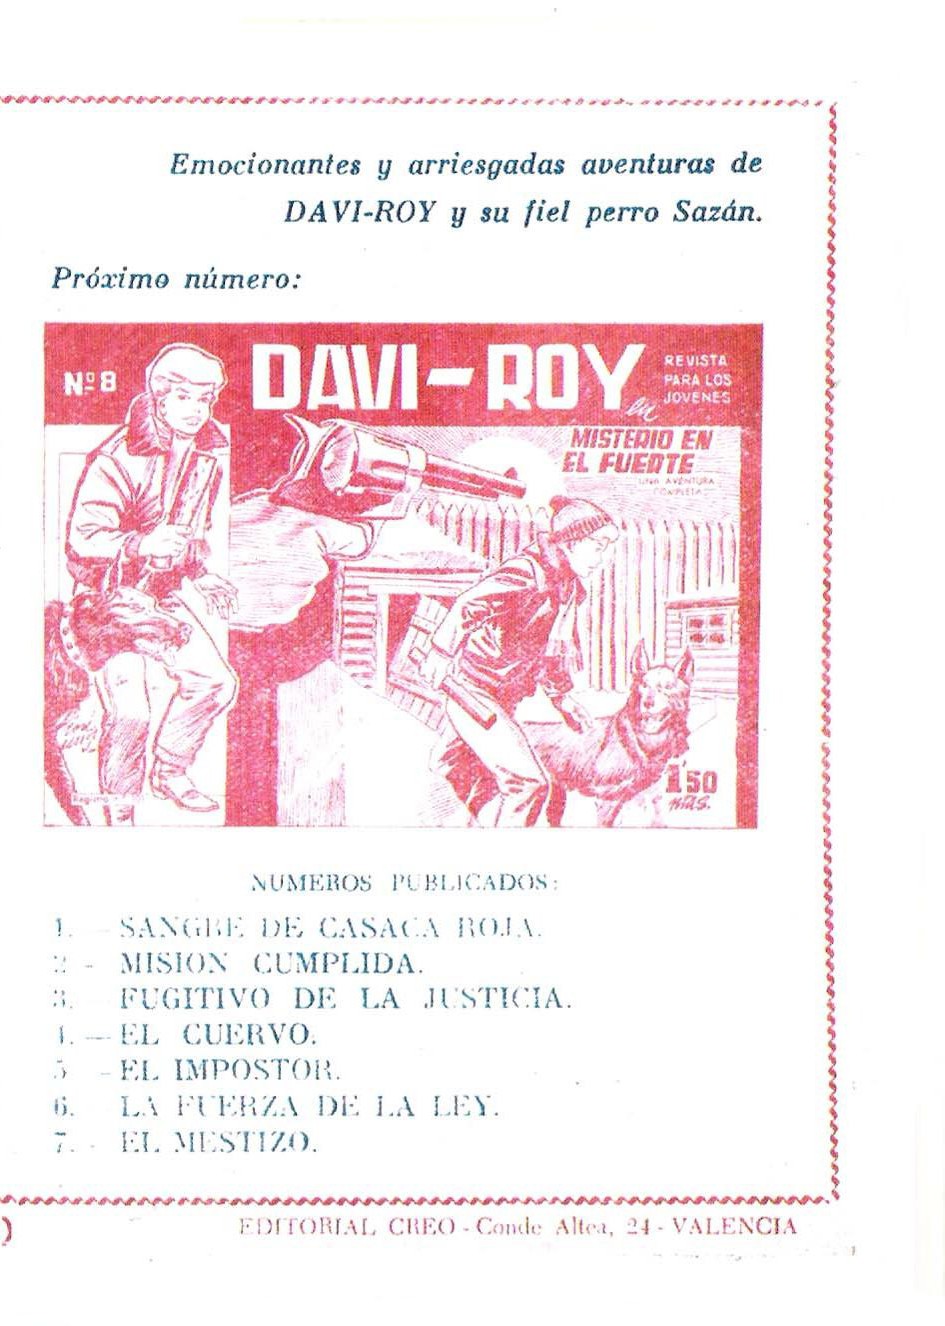 Emocionantes y arriesgadas aventuras de
DAVI-ROY y su fiel perro Sazán.
Próximo número:
Nº 8
DAVI-ROY
REVISTA
PARA LOS
JOVENES
en
MISTERIO EN
EL FUERTE
UNA AVENTURA
COMPLETA
1'50
PTAS.
NUMEROS PUBLICADOS:
1. - SANGRE DE CASACA ROJA.
2 - MISION CUMPLIDA.
3. FUGITIVO DE LA JUSTICIA.
4. — EL CUERVO.
5 - EL IMPOSTOR.
6. LA FUERZA DE LA LEY.
7. - EL MESTIZO.
) EDITORIAL CREO - Conde Altea, 24 - VALENCIA